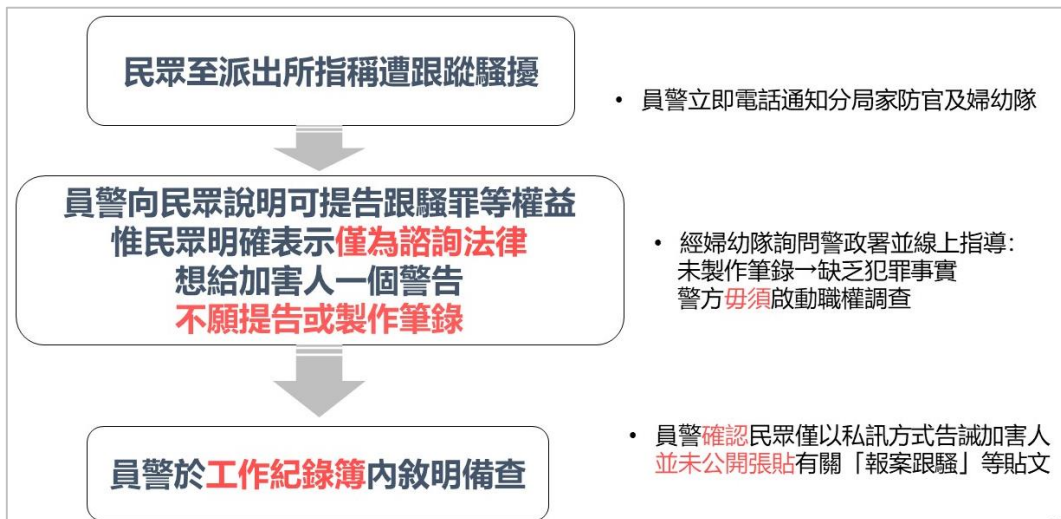 民眾至派出所指稱遭跟蹤騷擾
• 員警立即電話通知分局家防官及婦幼隊
員警向民眾說明可提告跟騷罪等權益
惟民眾明確表示僅為諮詢法律
想給加害人一個警告
不願提告或製作筆錄
• 經婦幼隊詢問警政署並線上指導：
未製作筆錄→缺乏犯罪事實
警方毋須啟動職權調查
員警於工作紀錄簿內敘明備查
• 員警確認民眾僅以私訊方式告誡加害人
並未公開張貼有關「報案跟騷」等貼文